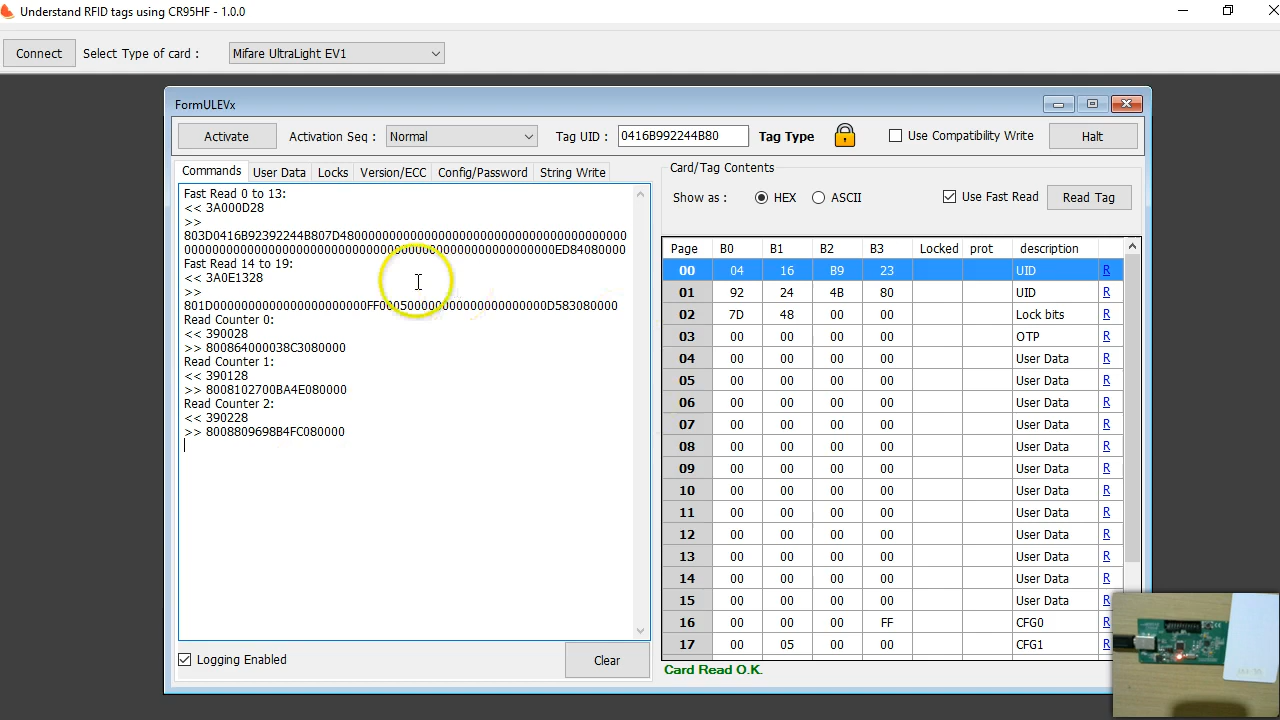 Understand RFID tags using CR95HF - 1.0.0
Connect Select Type of card : Mifare UltraLight EV1
FormULEVx
Activate Activation Seq : Normal Tag UID : 0416B992244B80 Tag Type Use Compatibility Write Halt
Commands User Data Locks Version/ECC Config/Password String Write
Fast Read 0 to 13:
<< 3A000D28
>>
Fast Read 14 to 19:
<< 3A0E1328
>>
Read Counter 0:
<< 390028
>> 800864000038C3080000
Read Counter 1:
<< 390128
>> 8008102700BA4E080000
Read Counter 2:
<< 390228
>> 8008809698B4FC080000
Logging Enabled Clear
Card/Tag Contents
Show as : HEX ASCII Use Fast Read Read Tag
Page B0 B1 B2 B3 Locked prot description
00 04 16 B9 23 UID R
01 92 24 4B 80 UID R
02 7D 48 00 00 Lock bits R
03 00 00 00 00 OTP R
04 00 00 00 00 User Data R
05 00 00 00 00 User Data R
06 00 00 00 00 User Data R
07 00 00 00 00 User Data R
08 00 00 00 00 User Data R
09 00 00 00 00 User Data R
10 00 00 00 00 User Data R
11 00 00 00 00 User Data R
12 00 00 00 00 User Data R
13 00 00 00 00 User Data R
14 00 00 00 00 User Data R
15 00 00 00 00 User Data R
16 00 00 00 FF CFG0
17 00 05 00 00 CFG1
Card Read O.K.